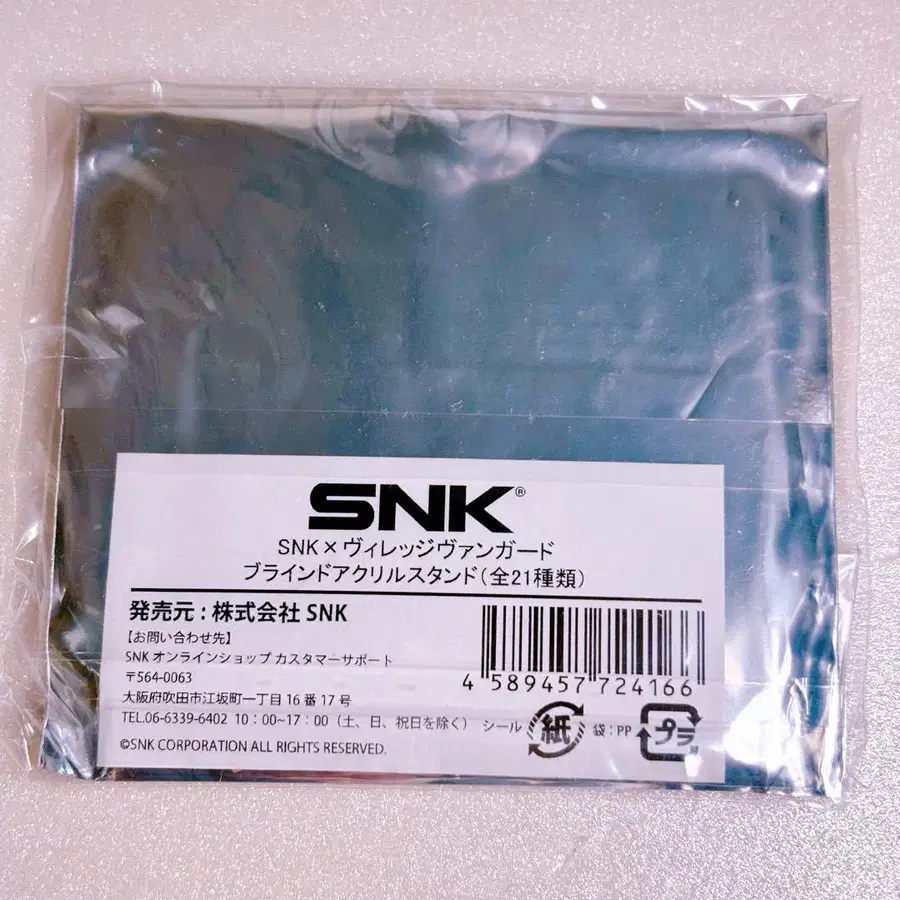 SNK®
SNK×ヴィレッジヴァンガード
ブラインドアクリルスタンド(全21種類)
発売元:株式会社 SNK
【お問い合わせ先】
SNK オンラインショップ カスタマーサポート
〒564-0063
大阪府吹田市江坂町一丁目 16 番 17 号
TEL.06-6339-6402 10:00~17:00(土、日、祝日を除く)
©SNK CORPORATION ALL RIGHTS RESERVED.
4 589457 724166
シール 紙 袋:PP プラ